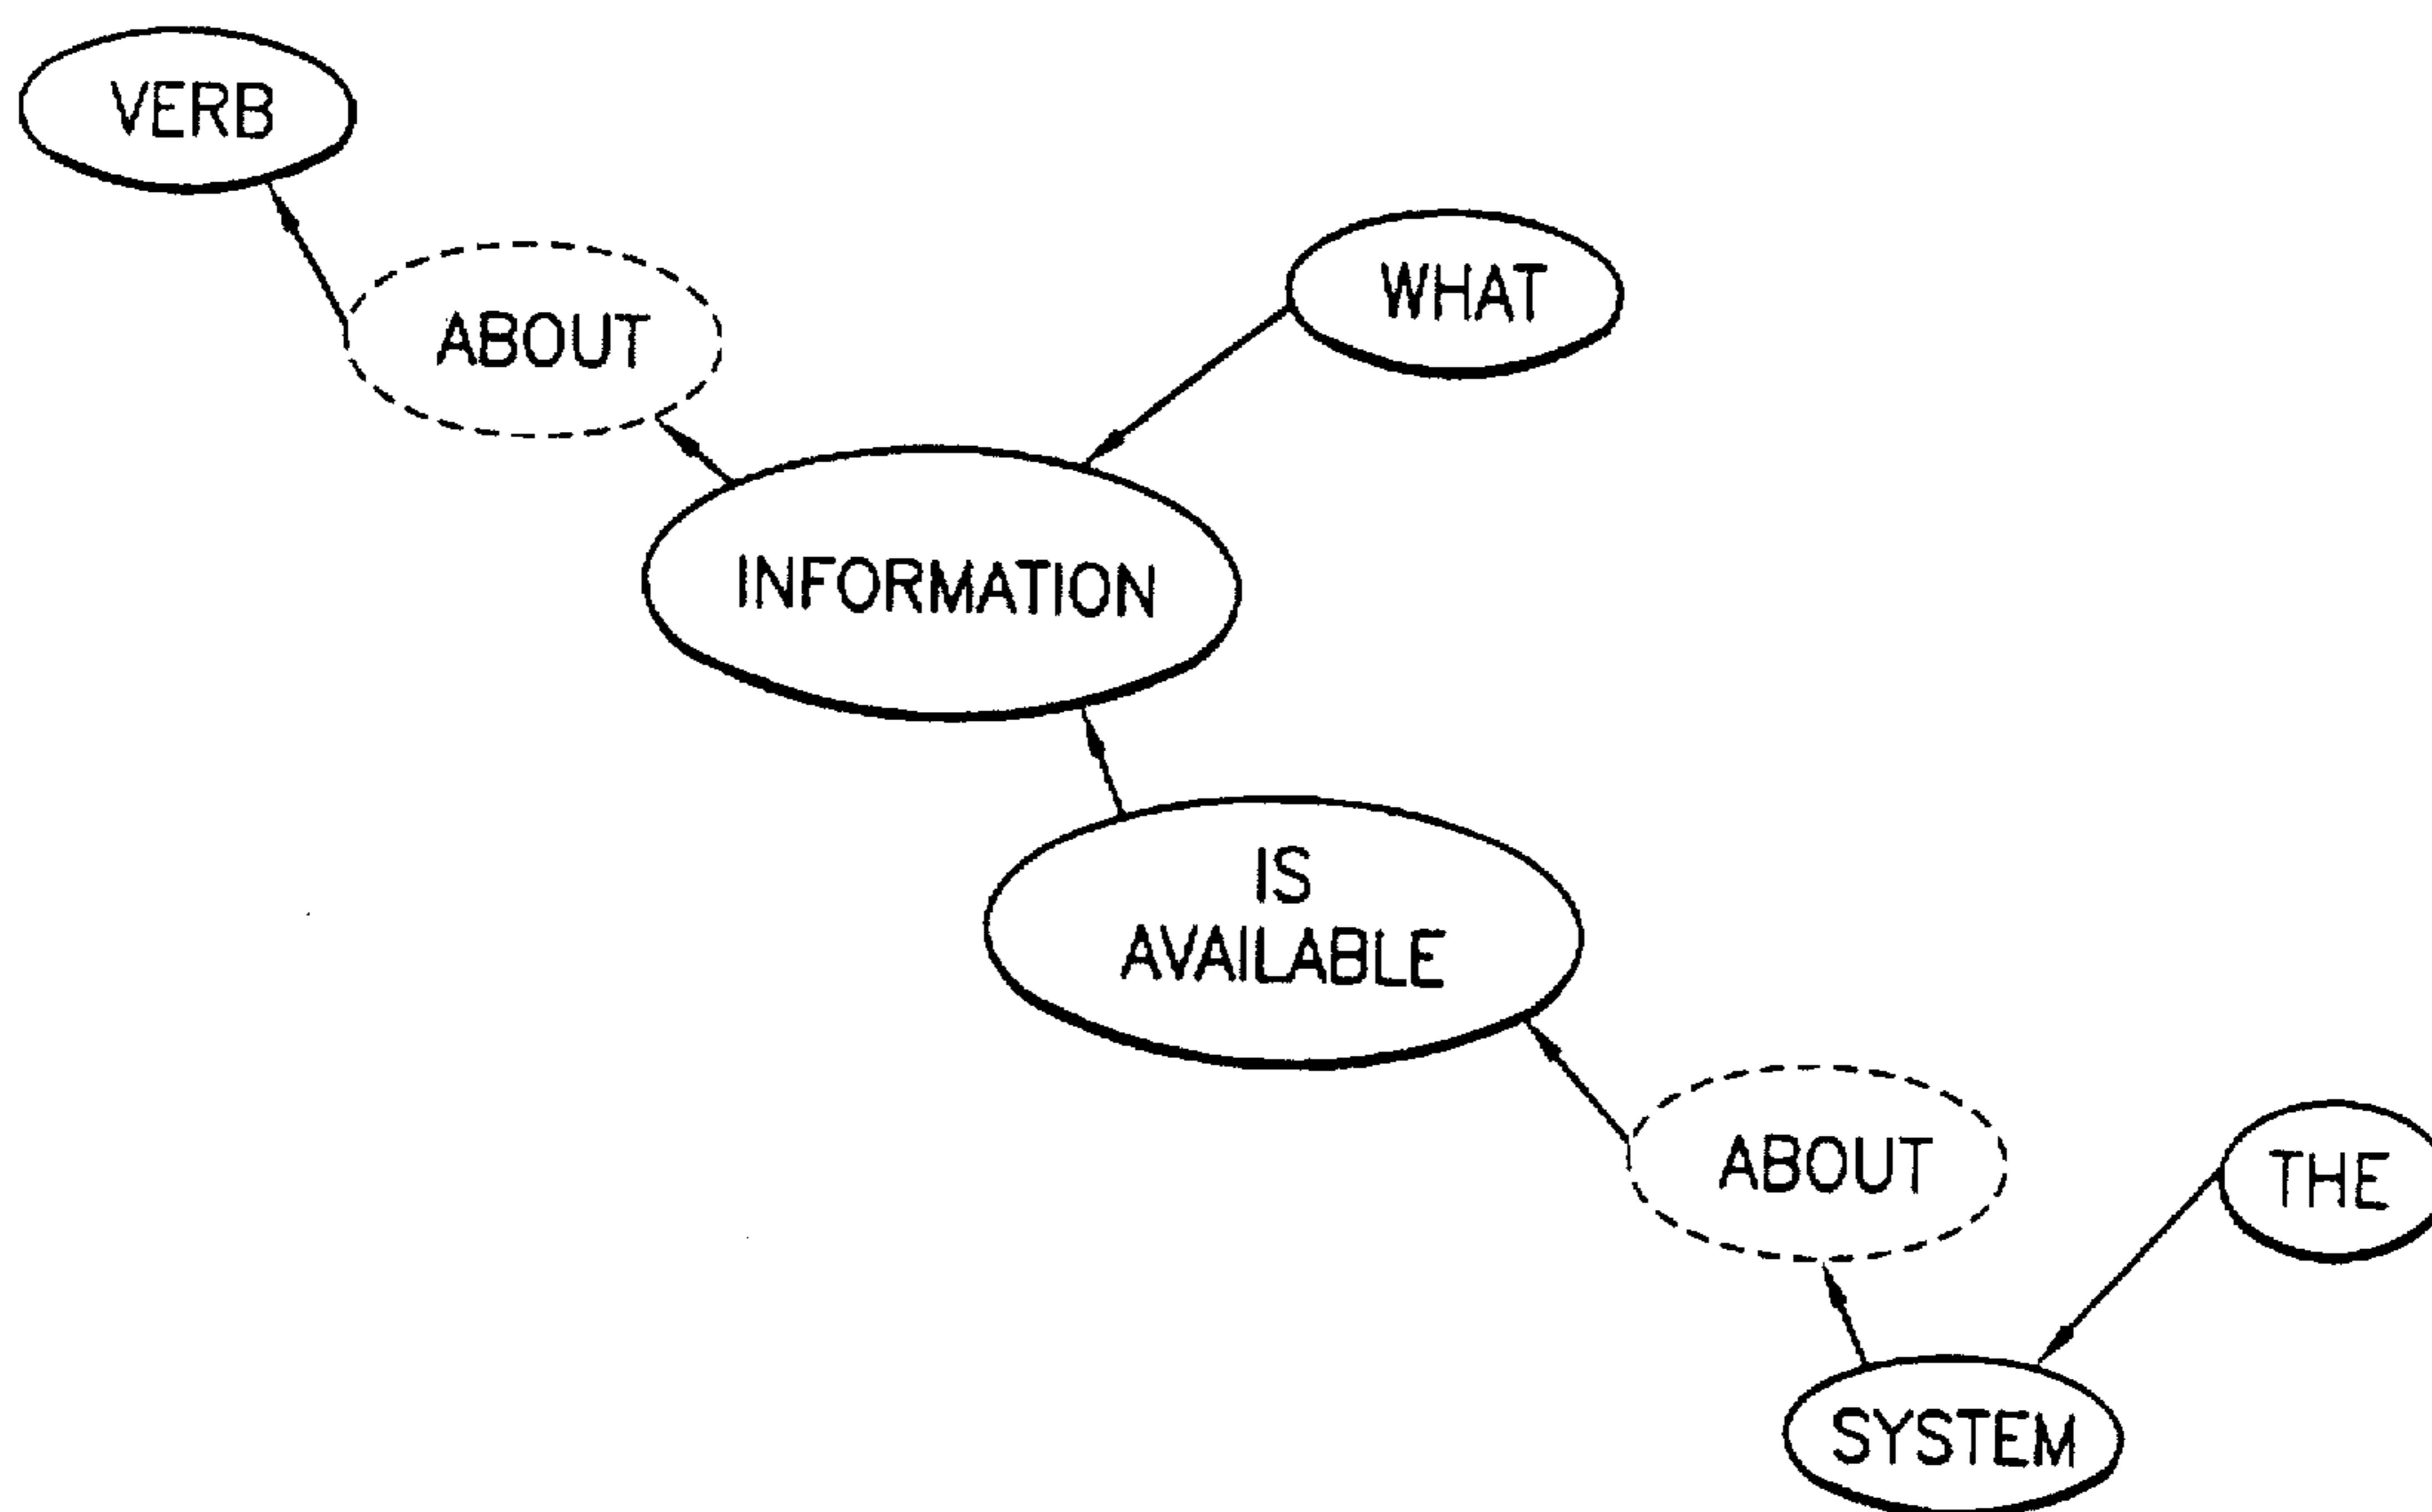 VERB
WHAT
ABOUT
INFORMATION
IS
AVAILABLE
ABOUT
THE
SYSTEM